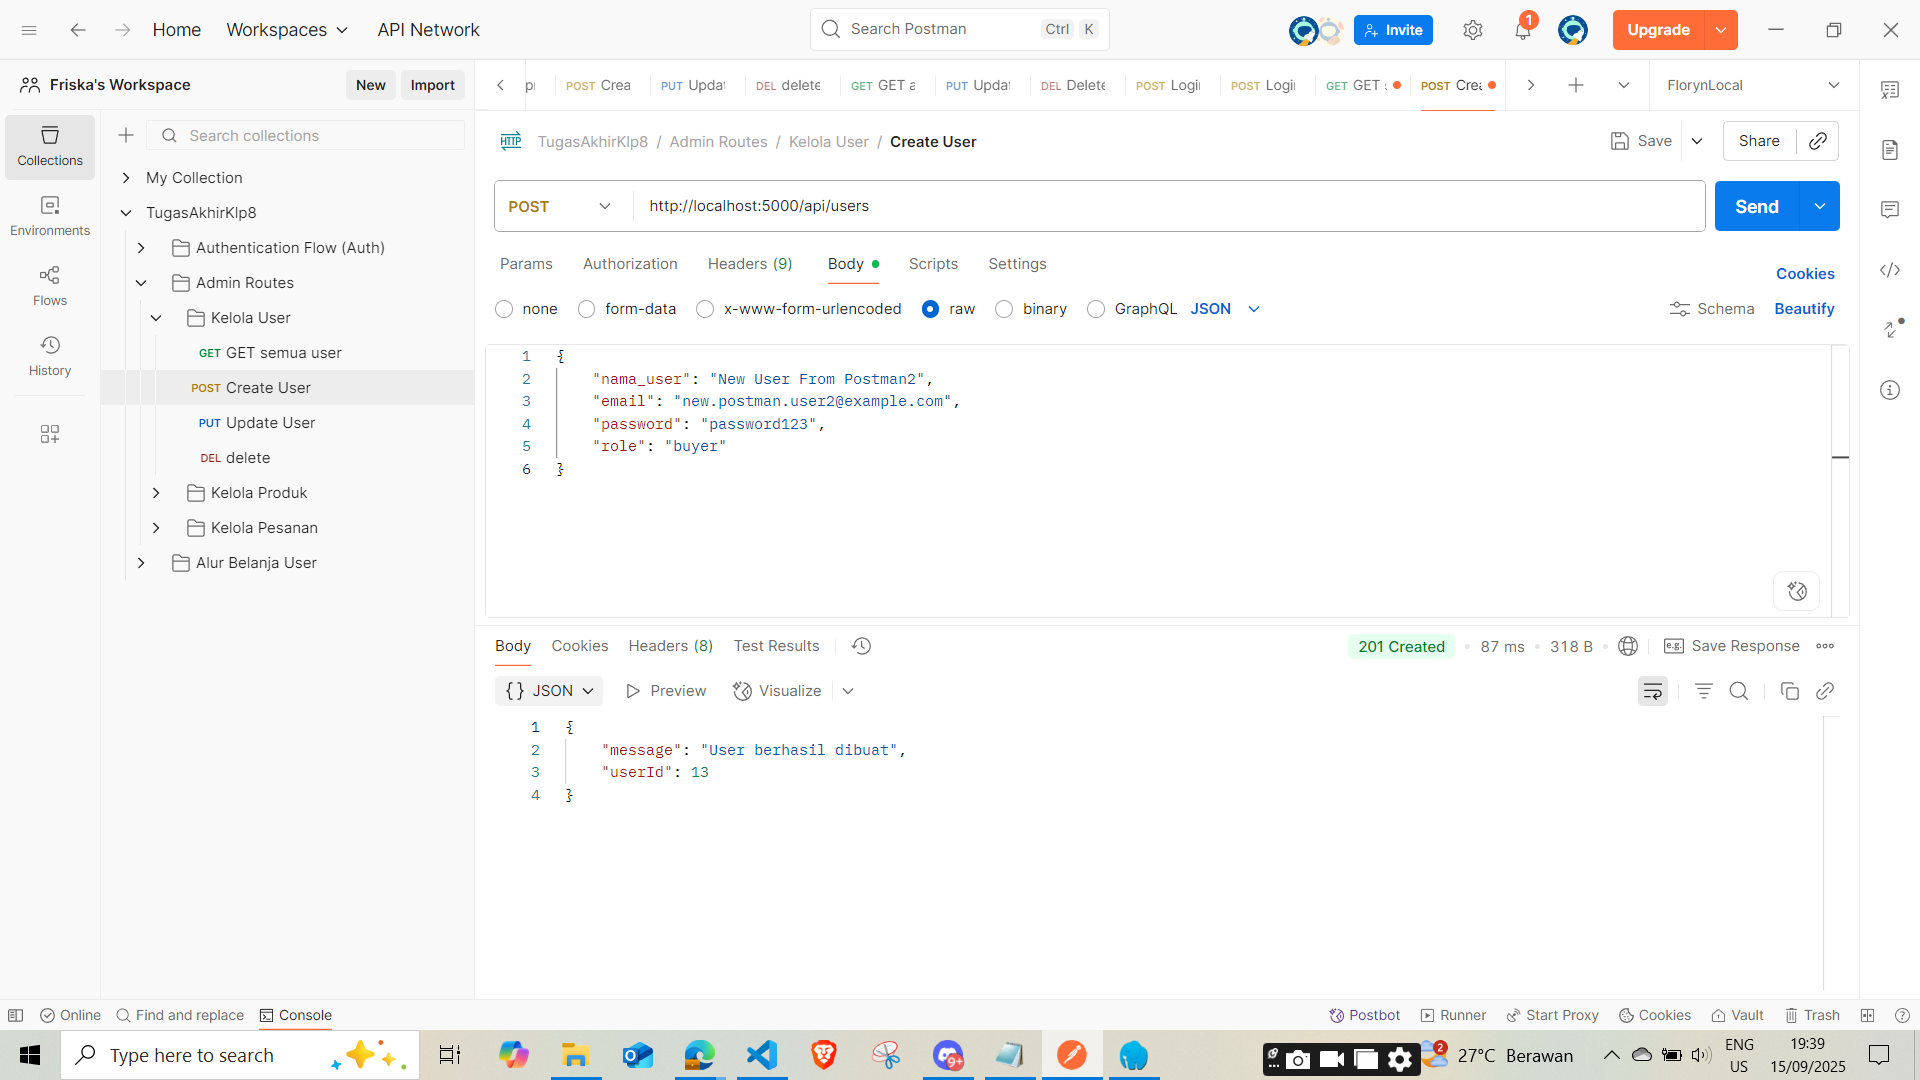 Home
Workspaces
API Network
Search Postman
Ctrl
K
Invite
1
Upgrade
Friska's Workspace
New
Import
POST Crea
PUT Updat
DEL delete
GET GET a
PUT Updat
DEL Delete
POST Logi
POST Logi
GET GET s
POST Crea
FlorynLocal
Collections
Environments
Flows
History
Search collections
My Collection
TugasAkhirKlp8
Authentication Flow (Auth)
Admin Routes
Kelola User
GET GET semua user
POST Create User
PUT Update User
DEL delete
Kelola Produk
Kelola Pesanan
Alur Belanja User
HTTP TugasAkhirKlp8 / Admin Routes / Kelola User / Create User
Save
Share
POST
http://localhost:5000/api/users
Send
Params
Authorization
Headers (9)
Body
Scripts
Settings
Cookies
none
form-data
x-www-form-urlencoded
raw
binary
GraphQL
JSON
Schema
Beautify
1 {
2 "nama_user": "New User From Postman2",
3 "email": "new.postman.user2@example.com",
4 "password": "password123",
5 "role": "buyer"
6 }
Body
Cookies
Headers (8)
Test Results
201 Created
87 ms
318 B
e.g. Save Response
{} JSON
Preview
Visualize
1 {
2 "message": "User berhasil dibuat",
3 "userId": 13
4 }
Online
Find and replace
Console
Postbot
Runner
Start Proxy
Cookies
Vault
Trash
Type here to search
9+
2
27°C Berawan
ENG
US
19:39
15/09/2025